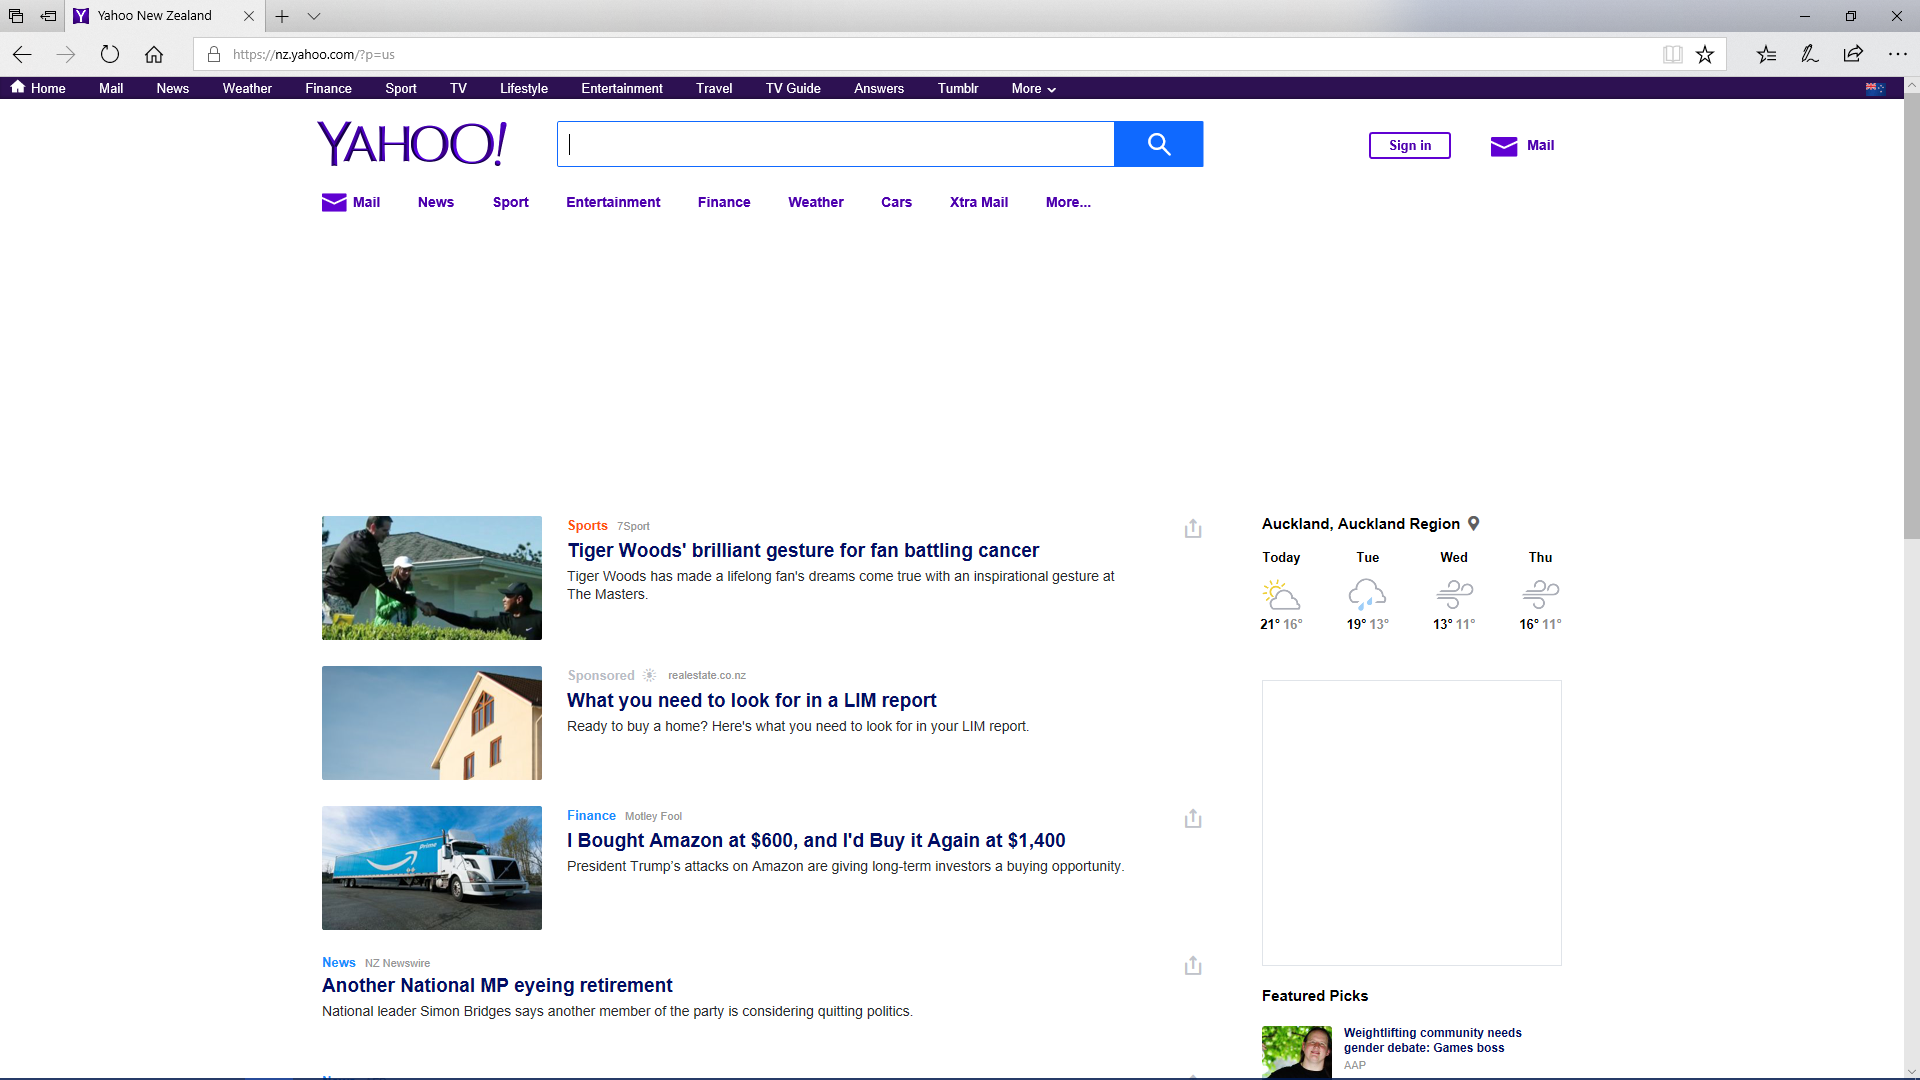 Yahoo New Zealand
https://nz.yahoo.com/?p=us
Home Mail News Weather Finance Sport TV Lifestyle Entertainment Travel TV Guide Answers Tumblr More
YAHOO!
Sign in Mail
Mail News Sport Entertainment Finance Weather Cars Xtra Mail More...
Sports 7Sport
Tiger Woods' brilliant gesture for fan battling cancer
Tiger Woods has made a lifelong fan's dreams come true with an inspirational gesture at
The Masters.
Sponsored realestate.co.nz
What you need to look for in a LIM report
Ready to buy a home? Here's what you need to look for in your LIM report.
Finance Motley Fool
I Bought Amazon at $600, and I'd Buy it Again at $1,400
President Trump's attacks on Amazon are giving long-term investors a buying opportunity.
prime
News NZ Newswire
Another National MP eyeing retirement
National leader Simon Bridges says another member of the party is considering quitting politics.
Auckland, Auckland Region
Today Tue Wed Thu
21° 16° 19° 13° 13° 11° 16° 11°
Featured Picks
Weightlifting community needs
gender debate: Games boss
AAP